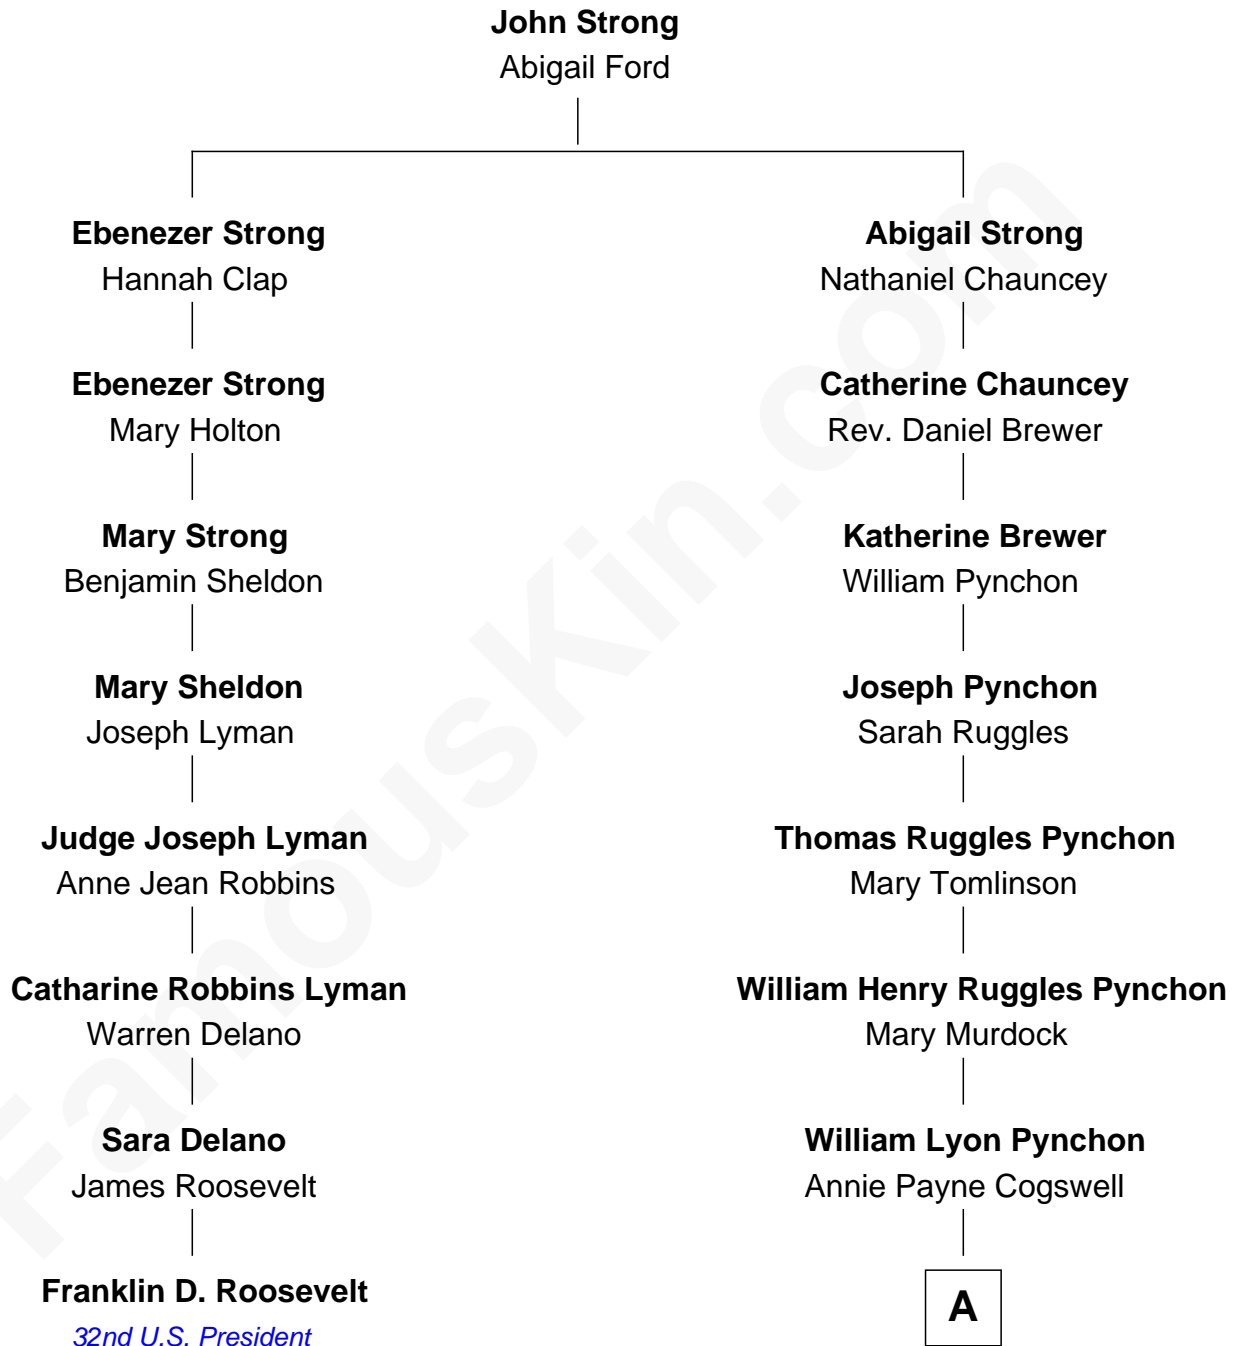 John Strong
Abigail Ford
Ebenezer Strong
Hannah Clap
Abigail Strong
Nathaniel Chauncey
Ebenezer Strong
Mary Holton
Catherine Chauncey
Rev. Daniel Brewer
Mary Strong
Benjamin Sheldon
Katherine Brewer
William Pynchon
Mary Sheldon
Joseph Lyman
Joseph Pynchon
Sarah Ruggles
Judge Joseph Lyman
Anne Jean Robbins
Thomas Ruggles Pynchon
Mary Tomlinson
Catharine Robbins Lyman
Warren Delano
William Henry Ruggles Pynchon
Mary Murdock
Sara Delano
James Roosevelt
William Lyon Pynchon
Annie Payne Cogswell
Franklin D. Roosevelt
32nd U.S. President
A
FamousKin.com